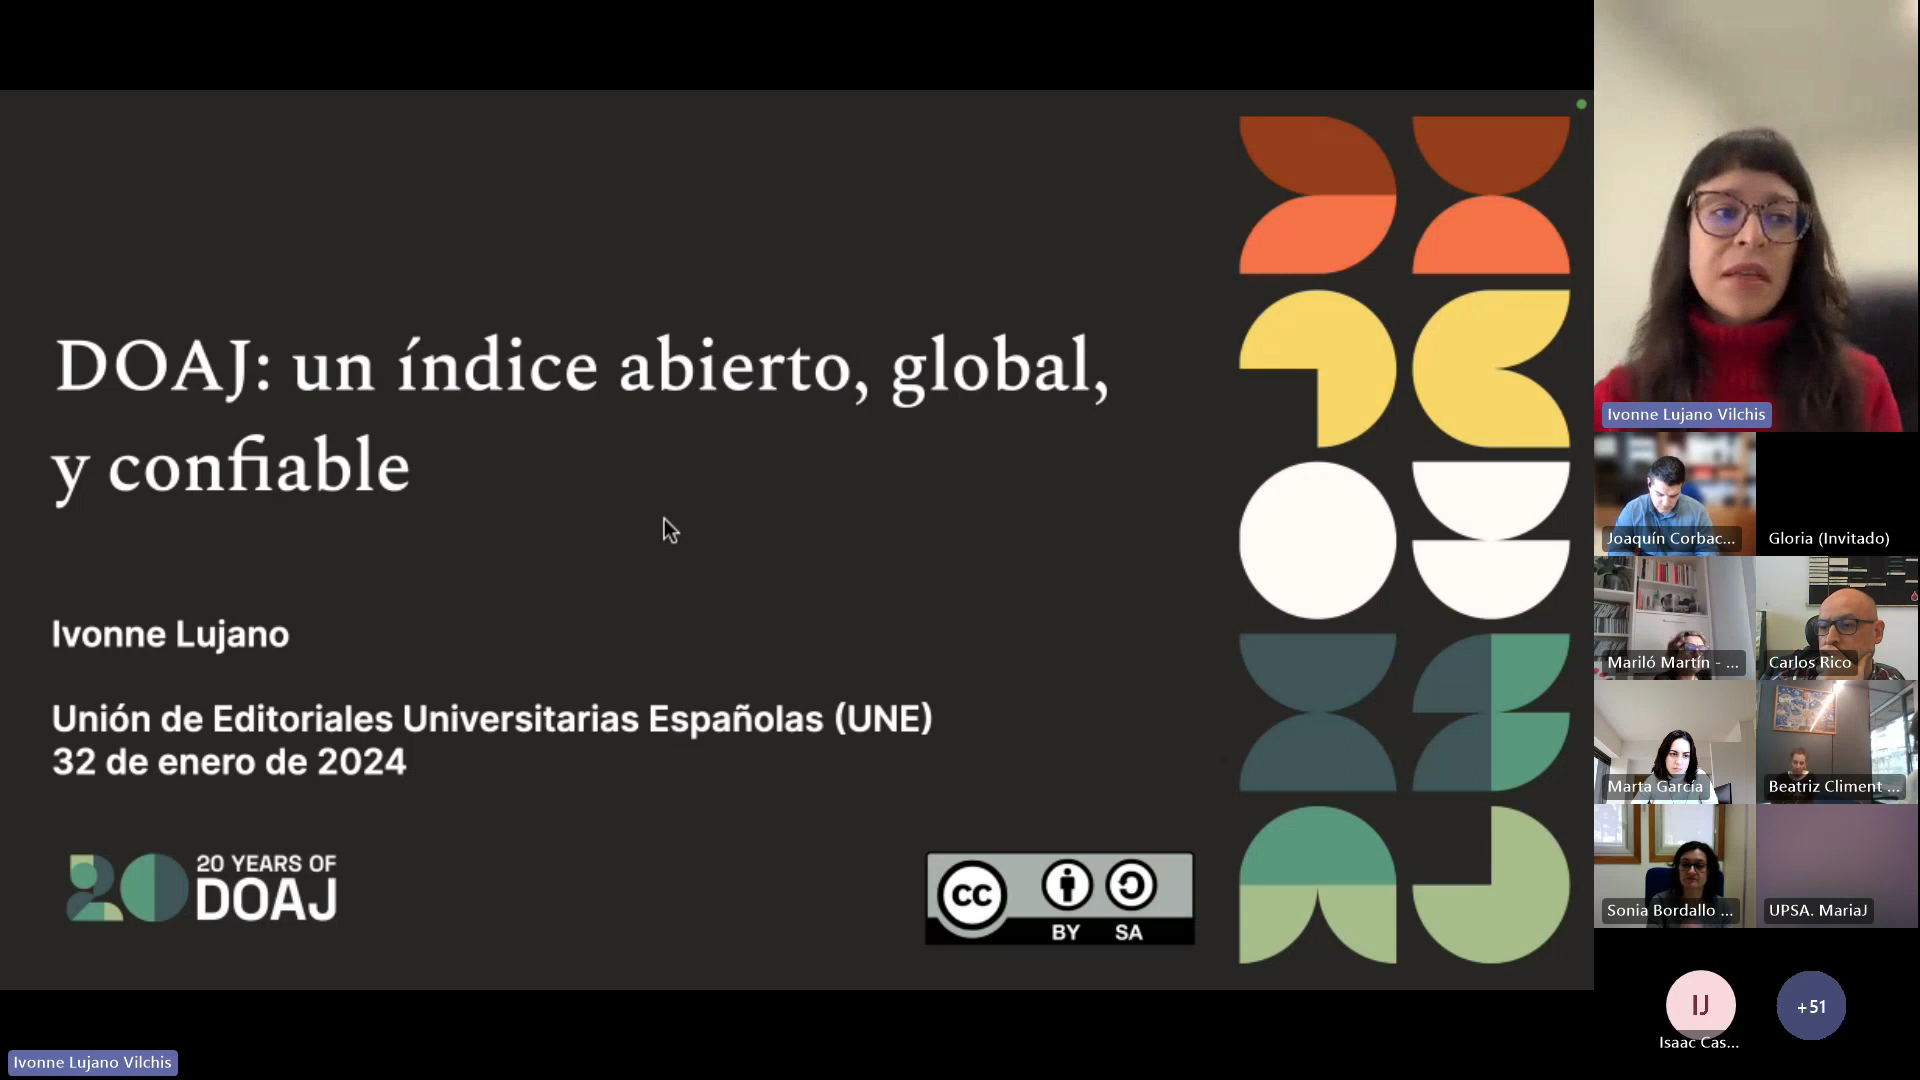 DOAJ: un índice abierto, global,
y confiable
Ivonne Lujano
Unión de Editoriales Universitarias Españolas (UNE)
32 de enero de 2024
20 YEARS OF
DOAJ
CC
BY SA
Ivonne Lujano Vilchis
Joaquín Corbac...
Gloria (Invitado)
Mariló Martín - ...
Carlos Rico
Marta García
Beatriz Climent ...
Sonia Bordallo ...
UPSA. MariaJ
IJ
+51
Isaac Cas...
Ivonne Lujano Vilchis